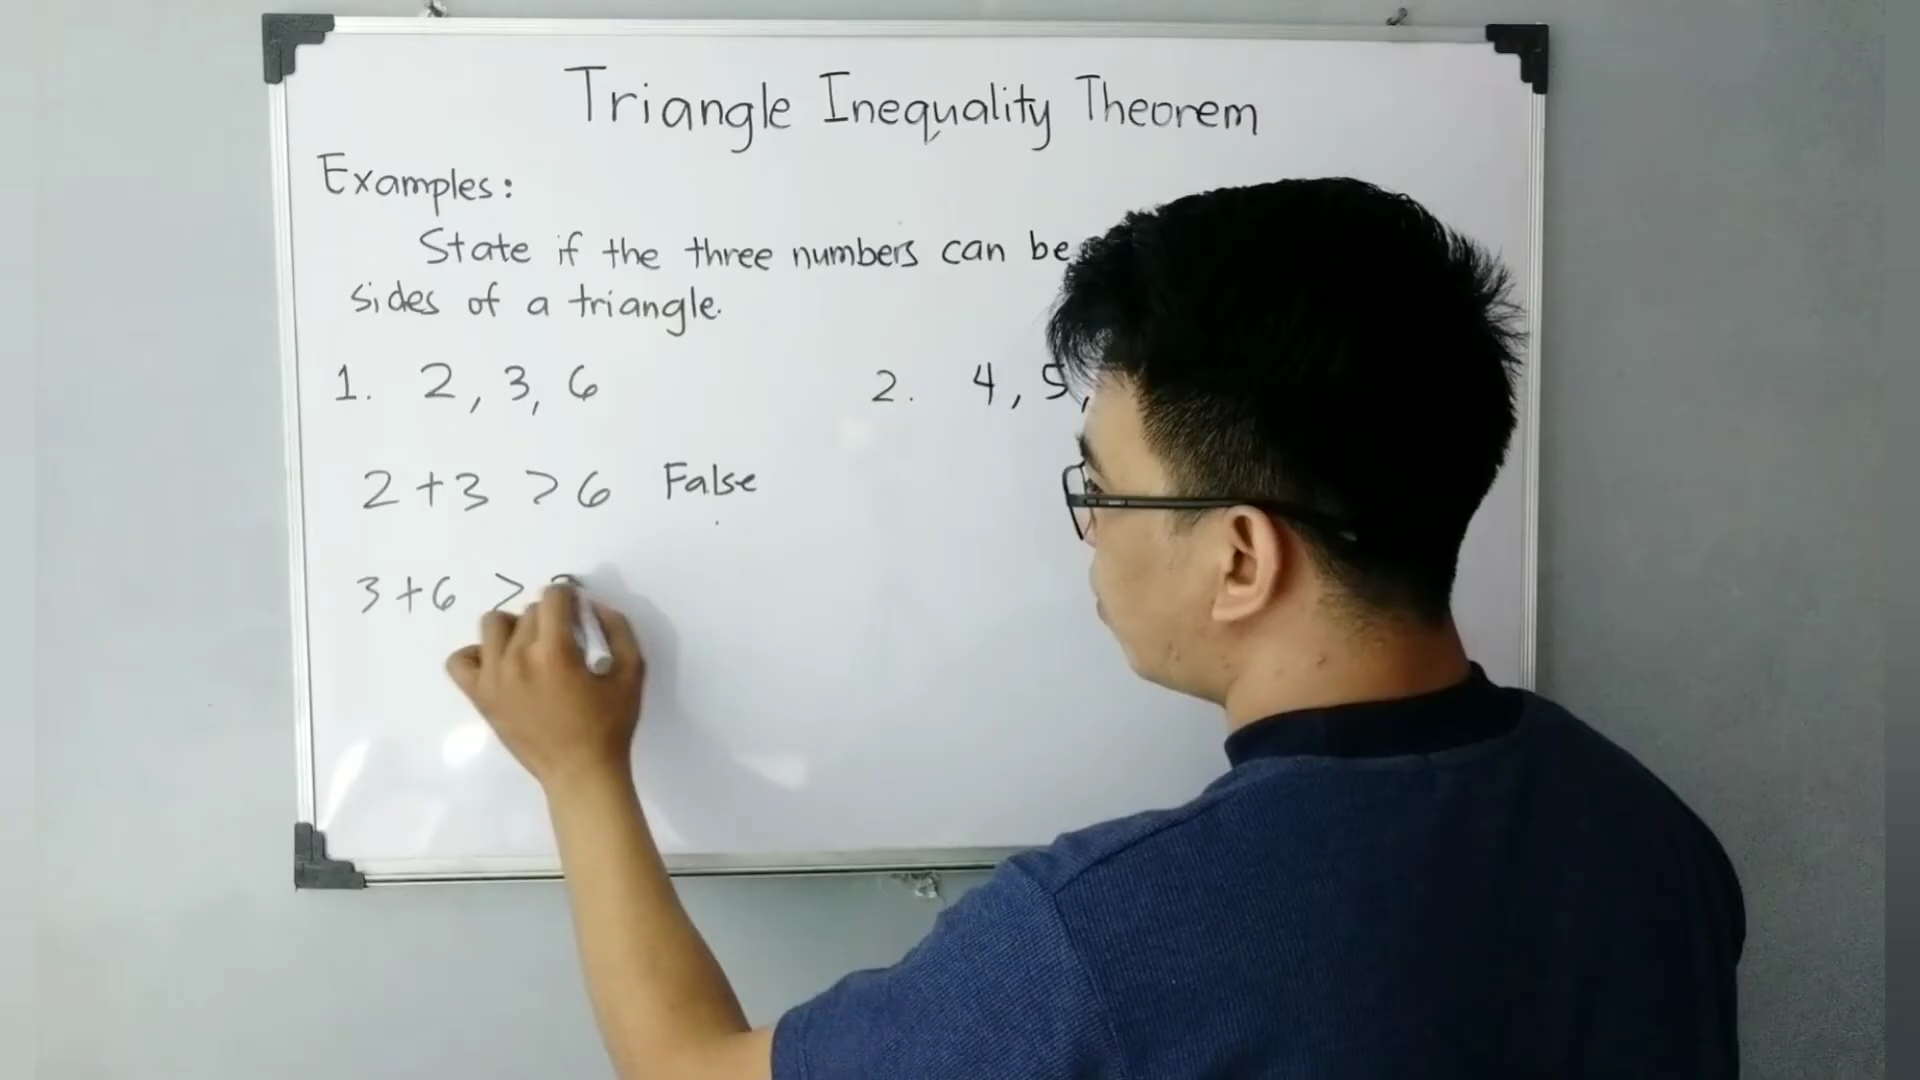 Triangle Inequality Theorem
Examples:
State if the three numbers can be
sides of a triangle.
1. 2, 3, 6
2. 4, 5,
2 + 3 > 6 False
3 + 6 >